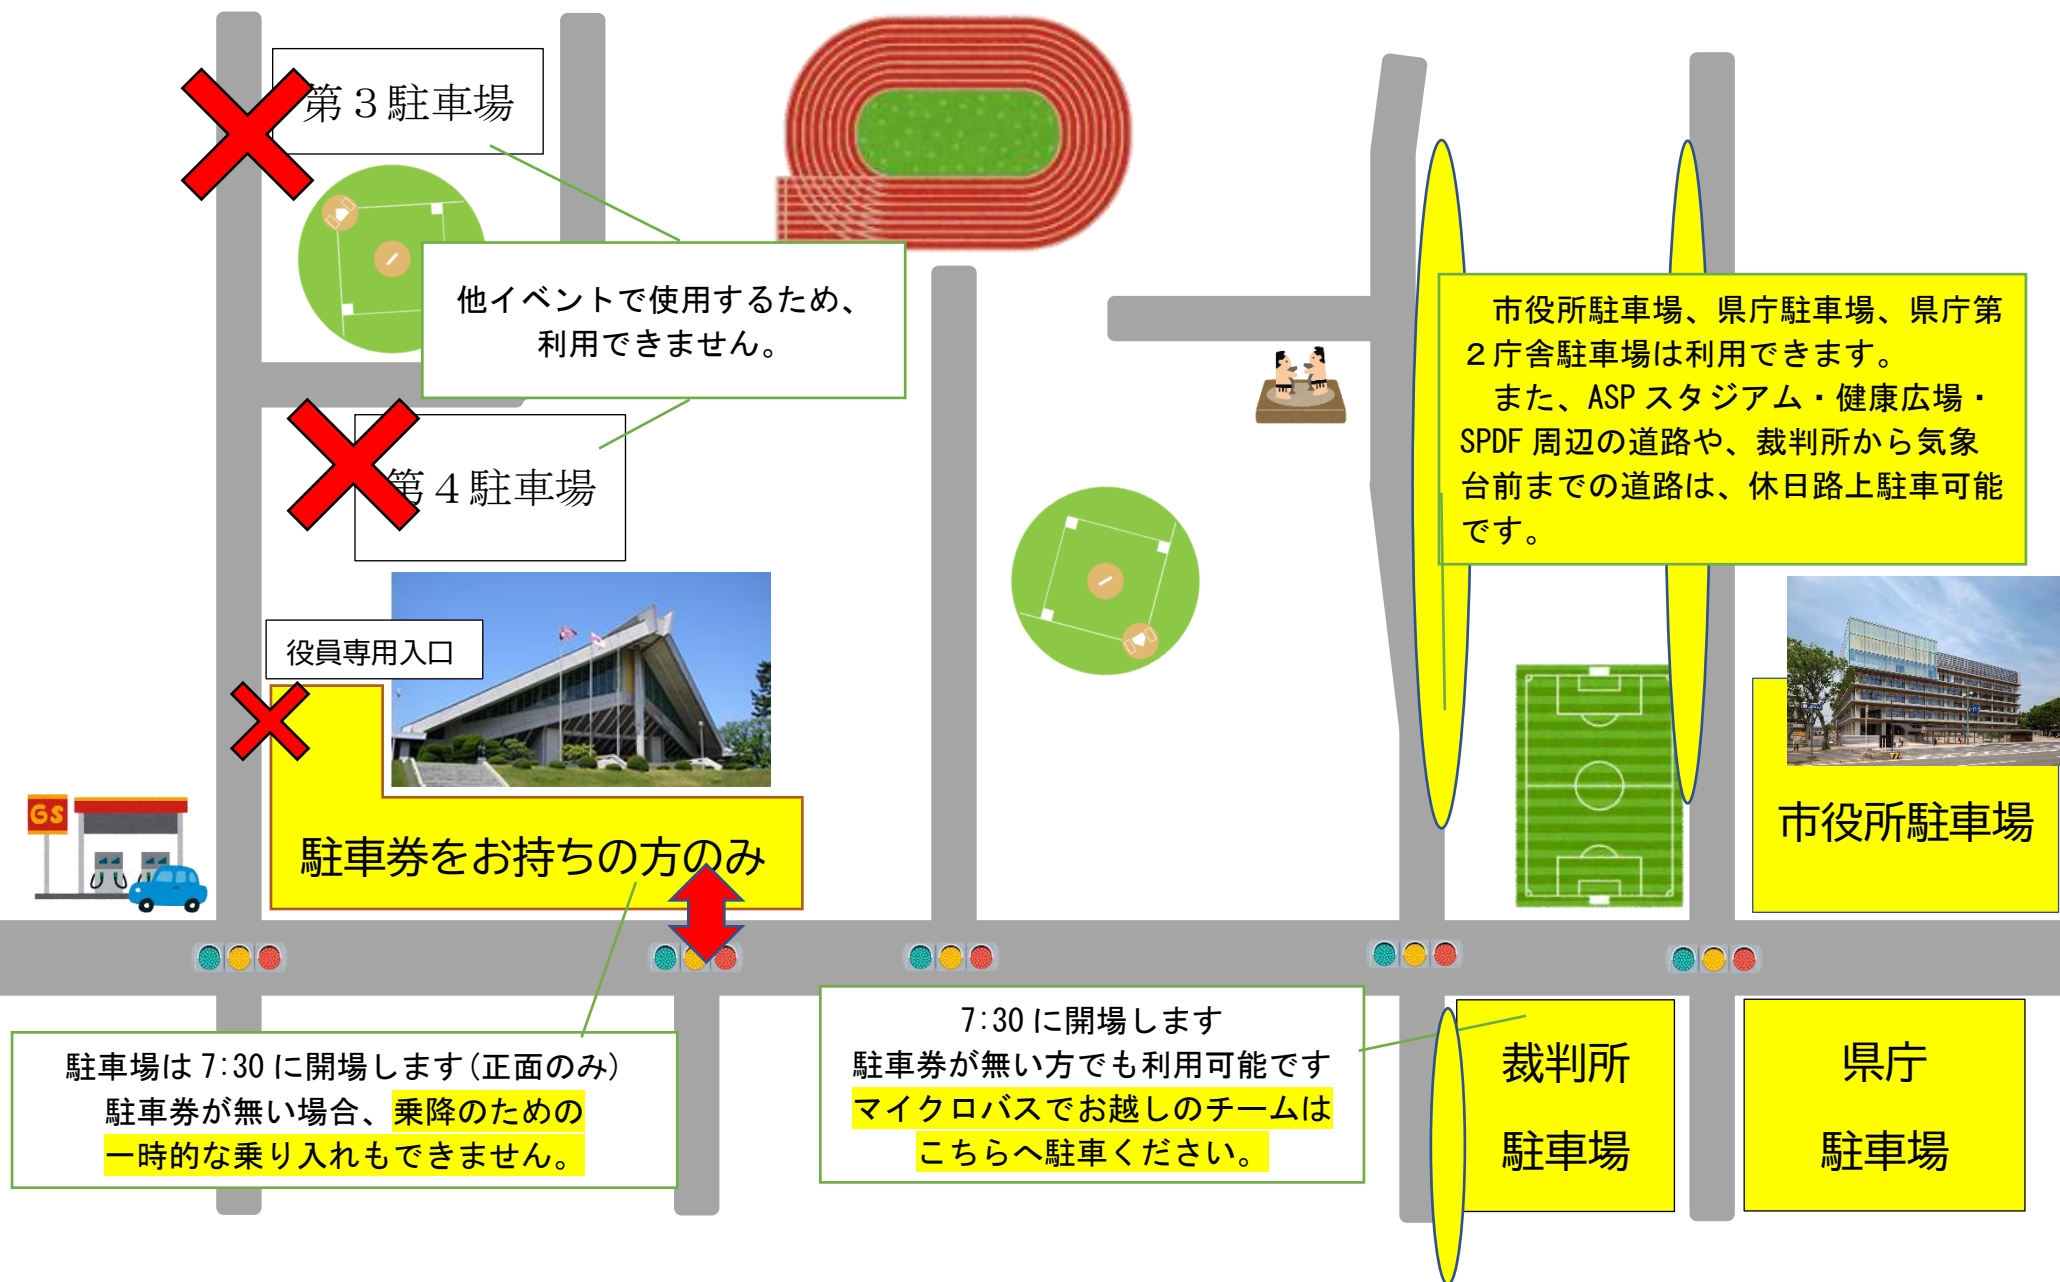 第３駐車場
他イベントで使用するため、
利用できません。
第４駐車場
市役所駐車場、県庁駐車場、県庁第
２庁舎駐車場は利用できます。
また、ASPスタジアム・健康広場・
SPDF周辺の道路や、裁判所から気象
台前までの道路は、休日路上駐車可能
です。
役員専用入口
GS
駐車券をお持ちの方のみ
市役所駐車場
駐車場は7:30に開場します(正面のみ)
駐車券が無い場合、乗降のための
一時的な乗り入れもできません。
7:30に開場します
駐車券が無い方でも利用可能です
マイクロバスでお越しのチームは
こちらへ駐車ください。
裁判所
駐車場
県庁
駐車場